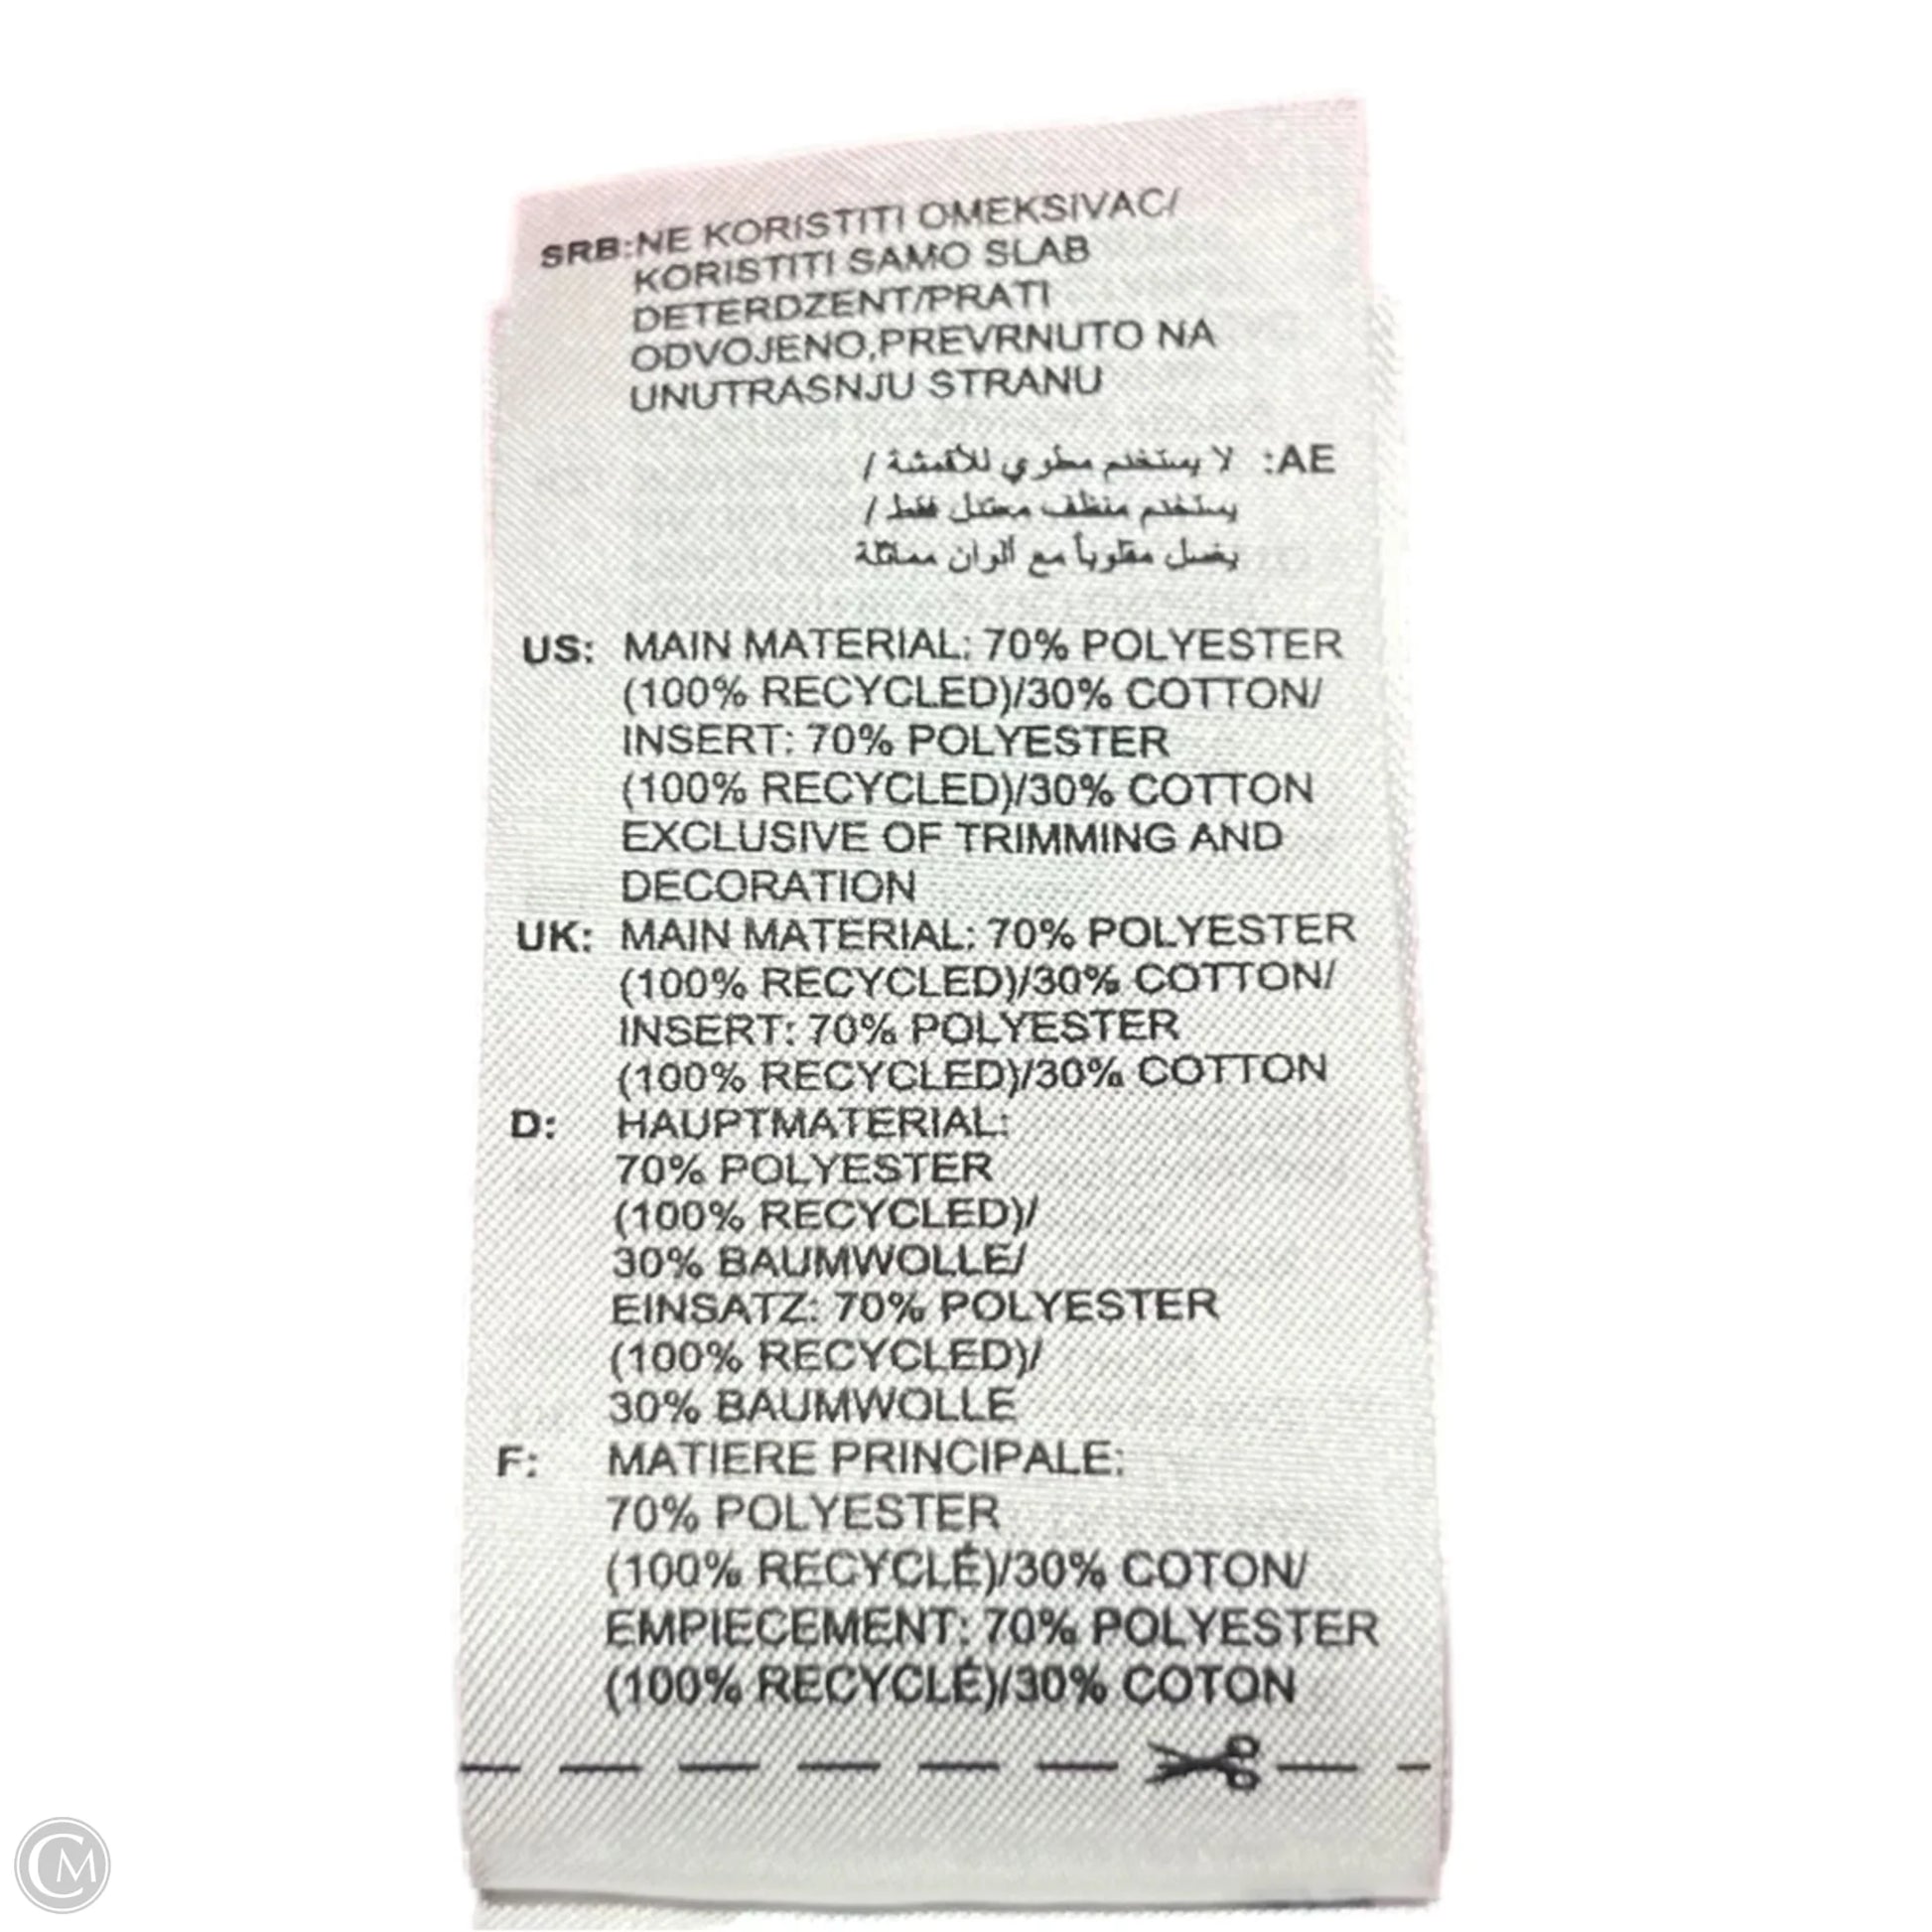 SRB:NE KORISTITI OMEKSIVAC/
KORISTITI SAMO SLAB
DETERDZENT/PRATI
ODVOJENO,PREVRNUTO NA
UNUTRASNJU STRANU
AE: لا يستخدم مطوي للأقمشة /
يستخدم منظف معتدل فقط /
يغسل مقلوباً مع ألوان مماثلة
US: MAIN MATERIAL: 70% POLYESTER
(100% RECYCLED)/30% COTTON/
INSERT: 70% POLYESTER
(100% RECYCLED)/30% COTTON
EXCLUSIVE OF TRIMMING AND
DECORATION
UK: MAIN MATERIAL: 70% POLYESTER
(100% RECYCLED)/30% COTTON/
INSERT: 70% POLYESTER
(100% RECYCLED)/30% COTTON
D: HAUPTMATERIAL:
70% POLYESTER
(100% RECYCLED)/
30% BAUMWOLLE/
EINSATZ: 70% POLYESTER
(100% RECYCLED)/
30% BAUMWOLLE
F: MATIERE PRINCIPALE:
70% POLYESTER
(100% RECYCLÉ)/30% COTON/
EMPIECEMENT: 70% POLYESTER
(100% RECYCLÉ)/30% COTON
CM